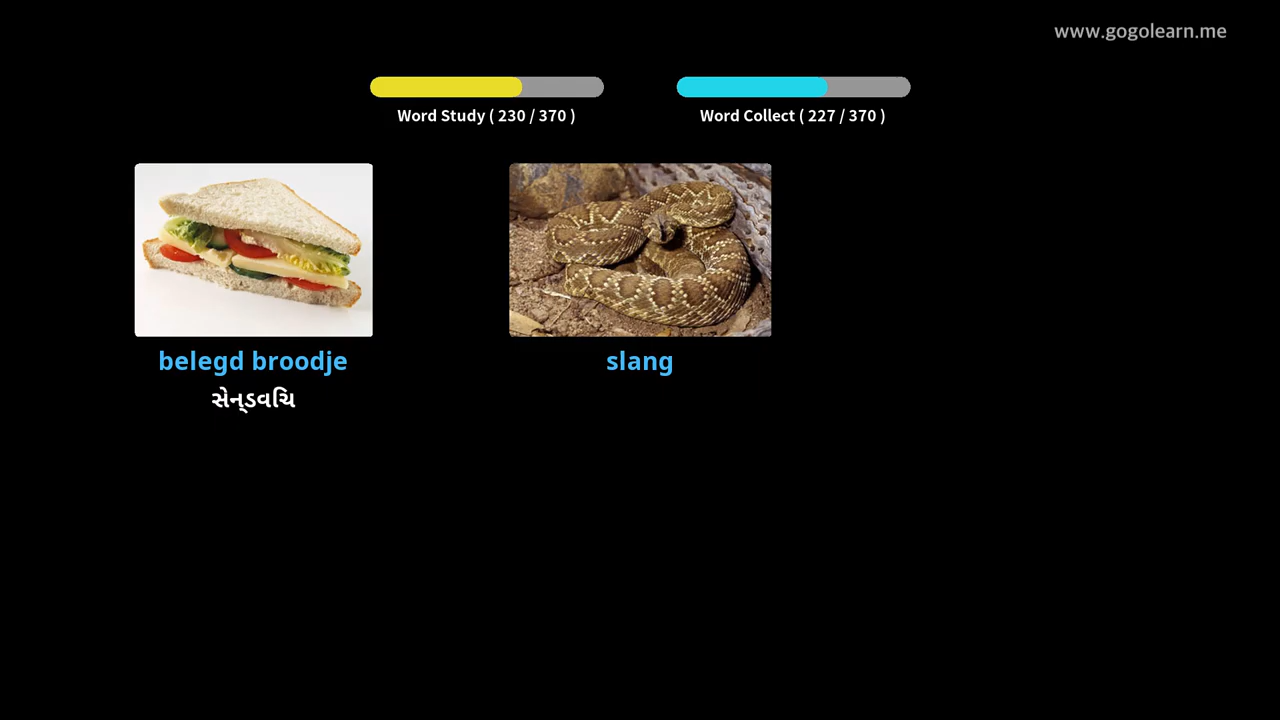 www.gogolearn.me
Word Study ( 230 / 370 )
Word Collect ( 227 / 370 )
belegd broodje
slang
સેન્ડવિચ